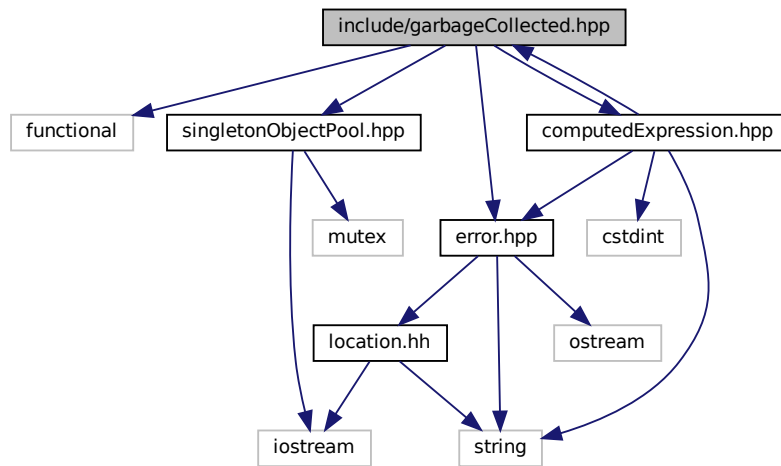 include/garbageCollected.hpp
functional
singletonObjectPool.hpp
computedExpression.hpp
mutex
error.hpp
cstdint
location.hh
ostream
iostream
string